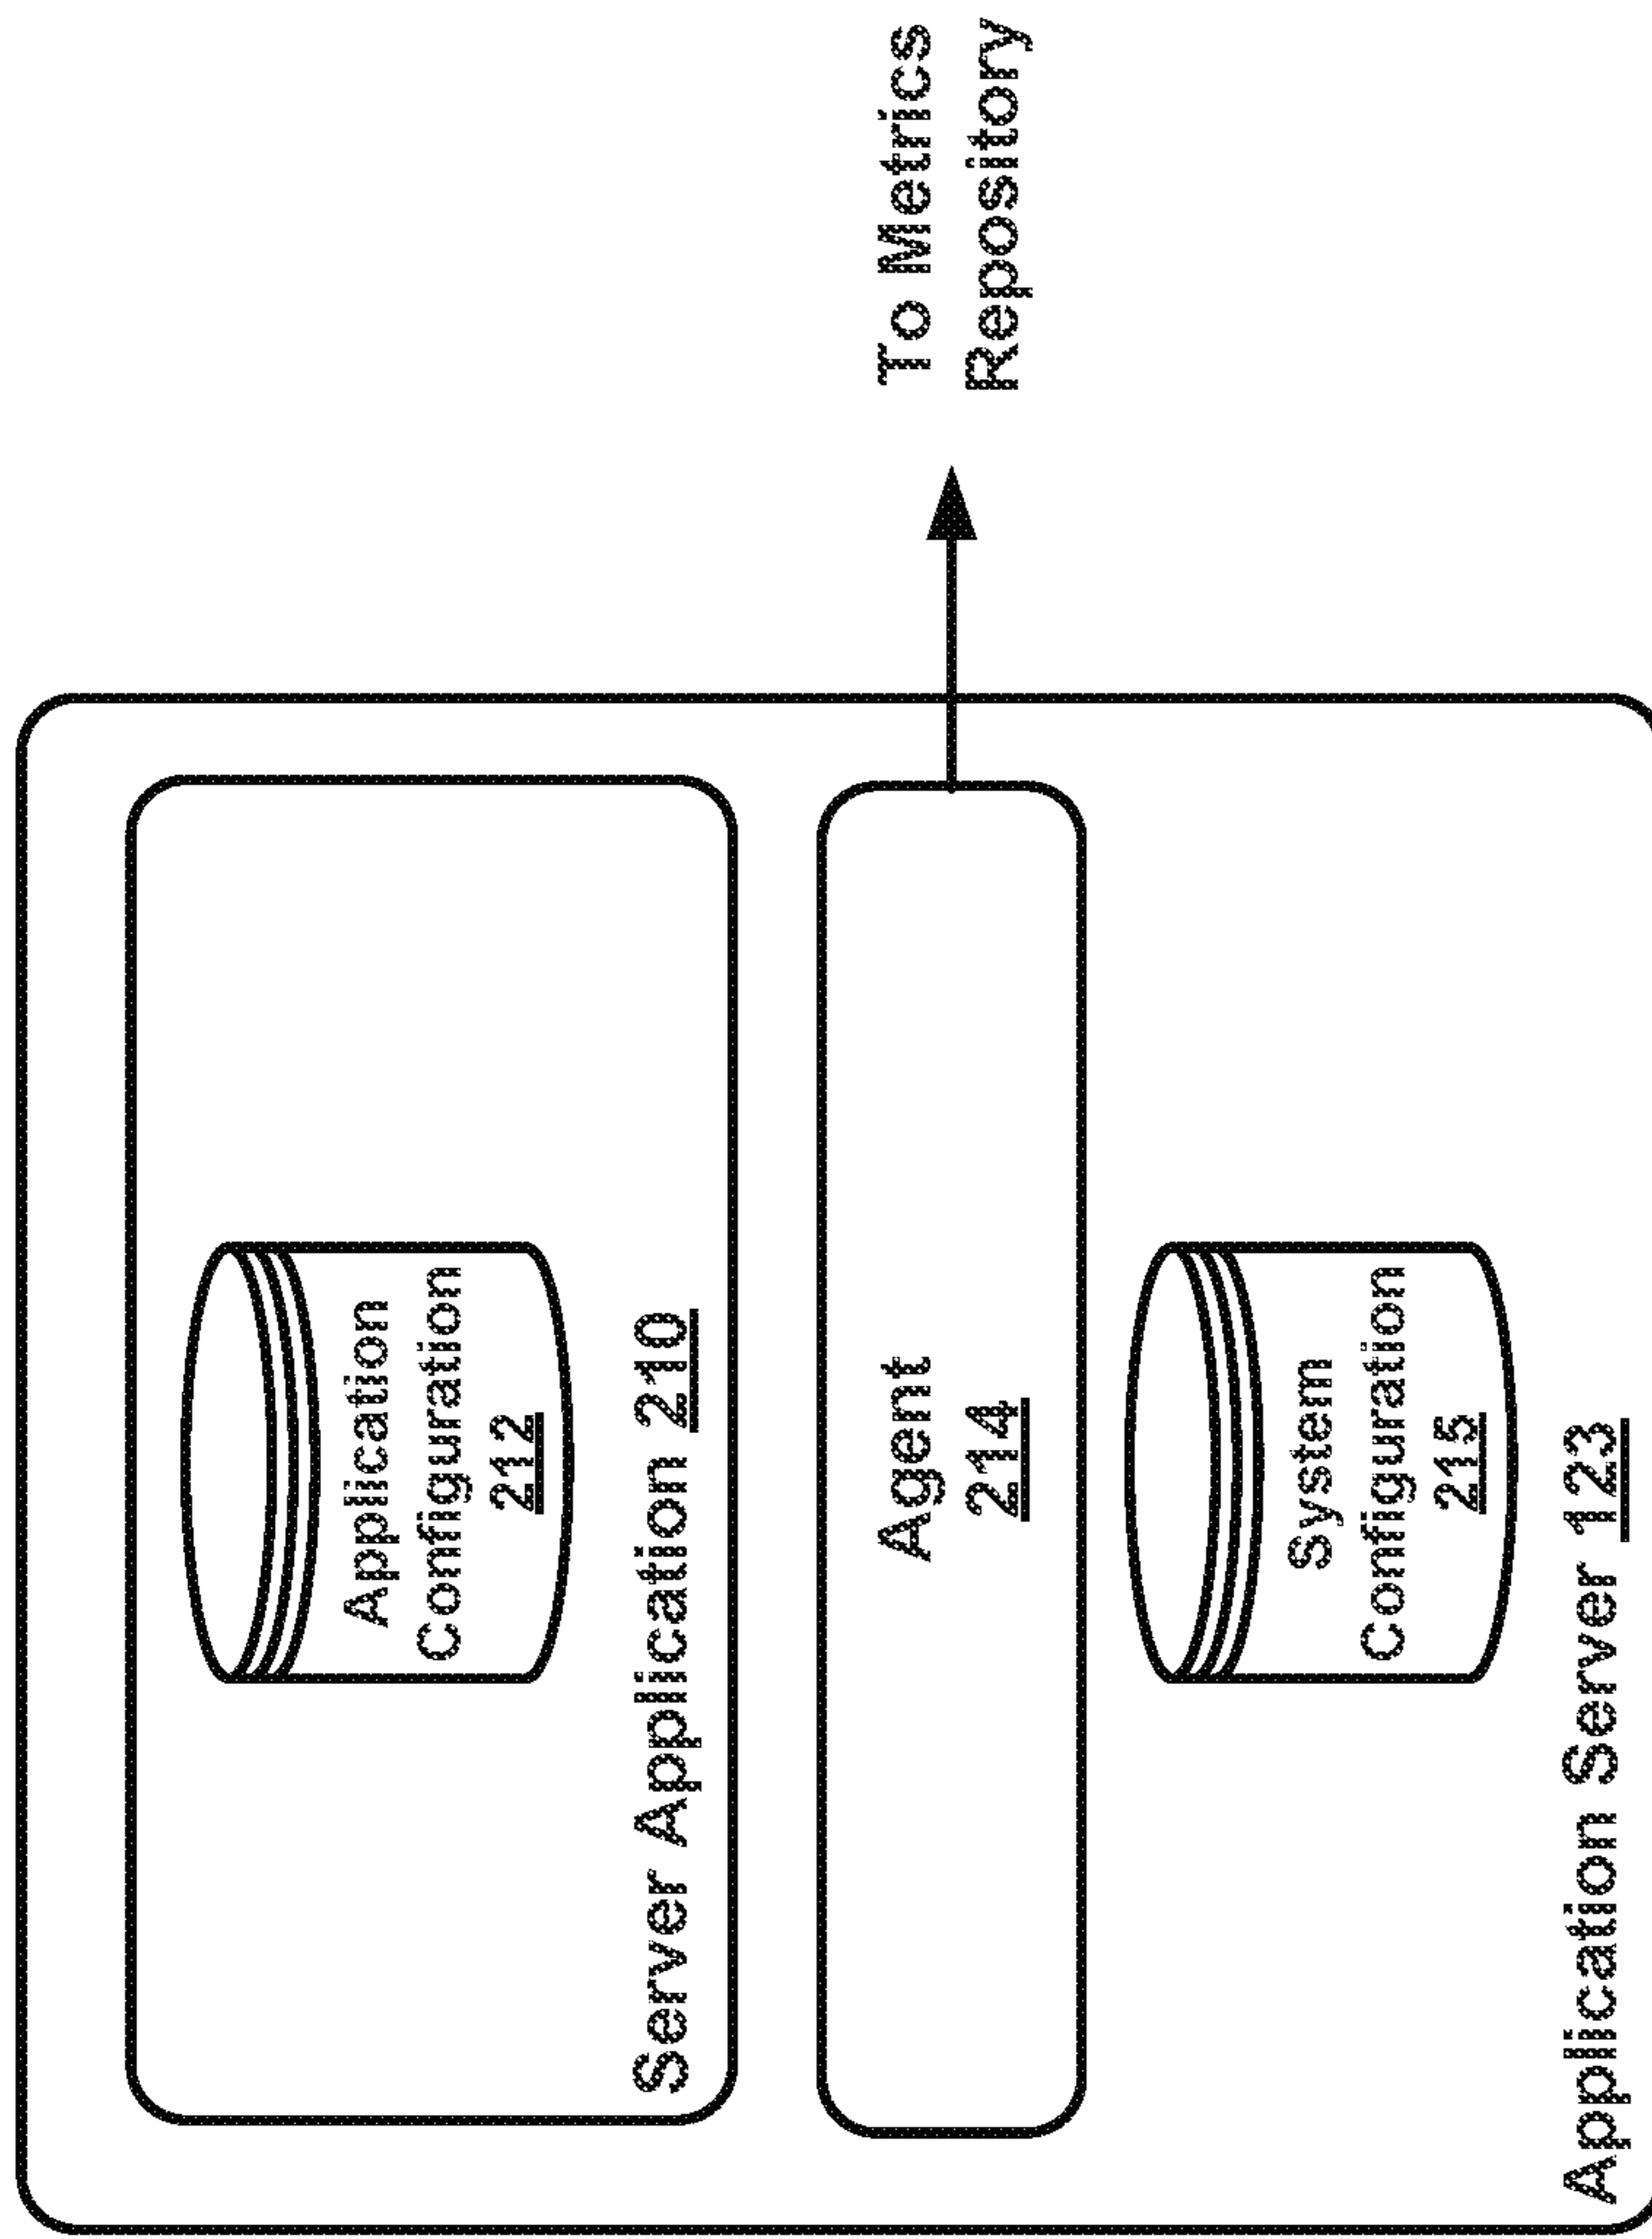 Application
Configuration
212
Server Application 210
Agent
214
To Metrics
Repository
System
Configuration
215
Application Server 123